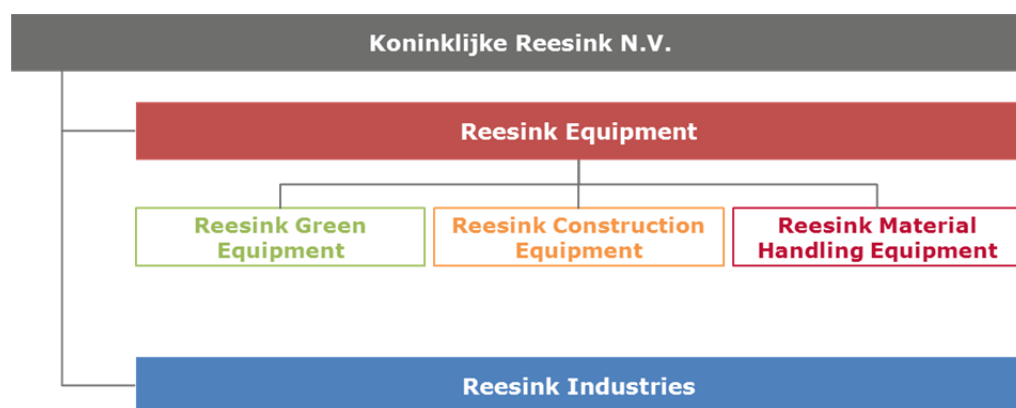 Koninklijke Reesink N.V.
Reesink Equipment
Reesink Green
Equipment
Reesink Construction
Equipment
Reesink Material
Handling Equipment
Reesink Industries